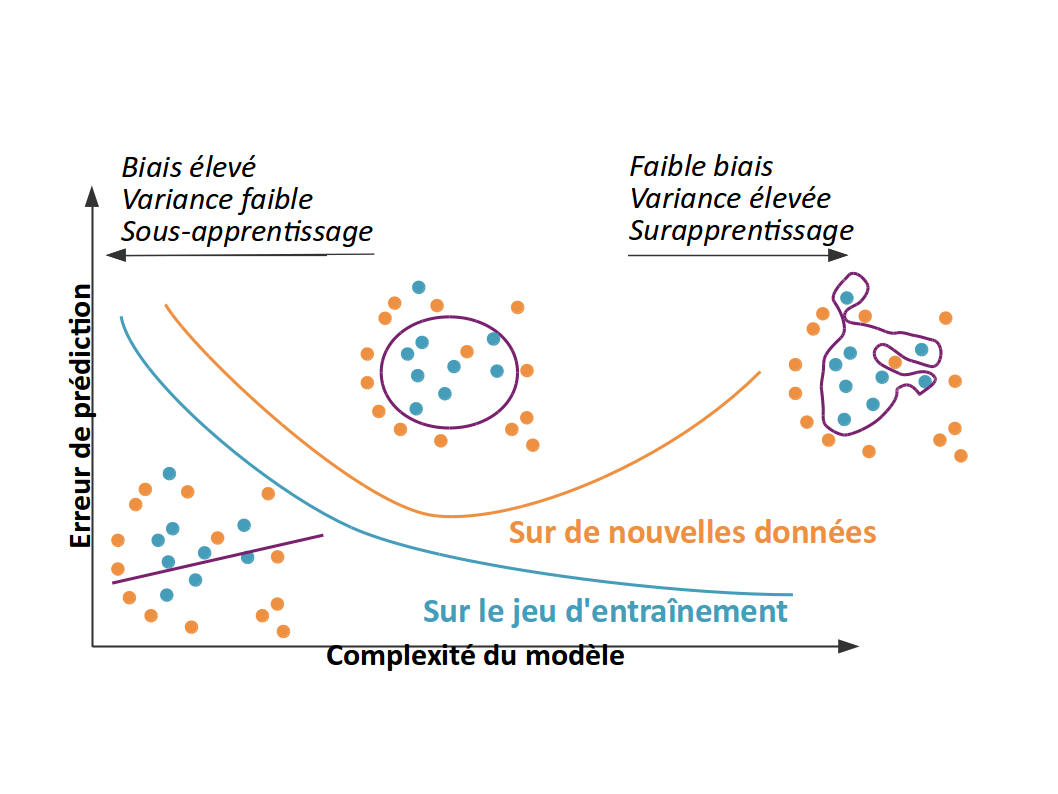 Biais élevé
Variance faible
Sous-apprentissage
Faible biais
Variance élevée
Surapprentissage
Erreur de prédiction
Sur de nouvelles données
Sur le jeu d'entraînement
Complexité du modèle